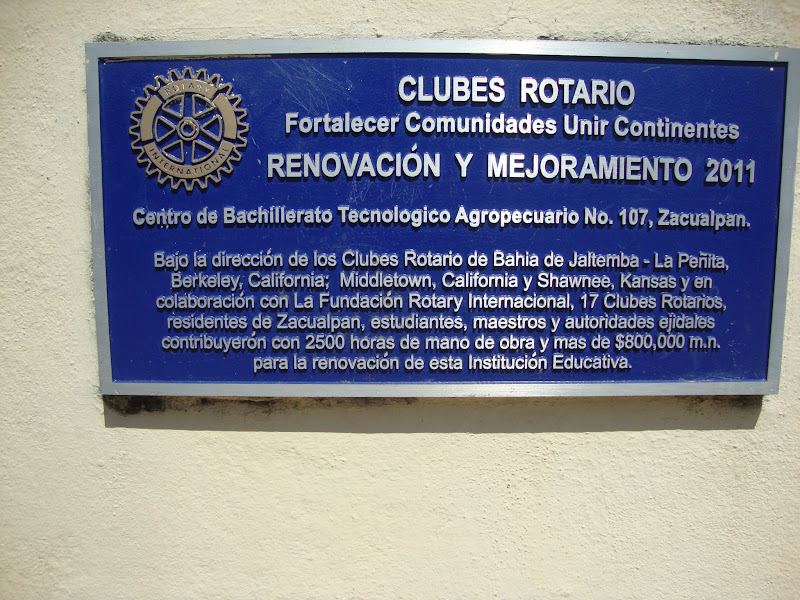 ROTARY
INTERNATIONAL
CLUBES ROTARIO
Fortalecer Comunidades Unir Continentes
RENOVACIÓN Y MEJORAMIENTO 2011
Centro de Bachillerato Tecnologico Agropecuario No. 107, Zacualpan.
Bajo la dirección de los Clubes Rotario de Bahia de Jaltemba - La Peñita,
Berkeley, California; Middletown, California y Shawnee, Kansas y en
colaboración con La Fundación Rotary Internacional, 17 Clubes Rotarios,
residentes de Zacualpan, estudiantes, maestros y autoridades ejidales
contribuyerón con 2500 horas de mano de obra y mas de $800,000 m.n.
para la renovación de esta Institución Educativa.